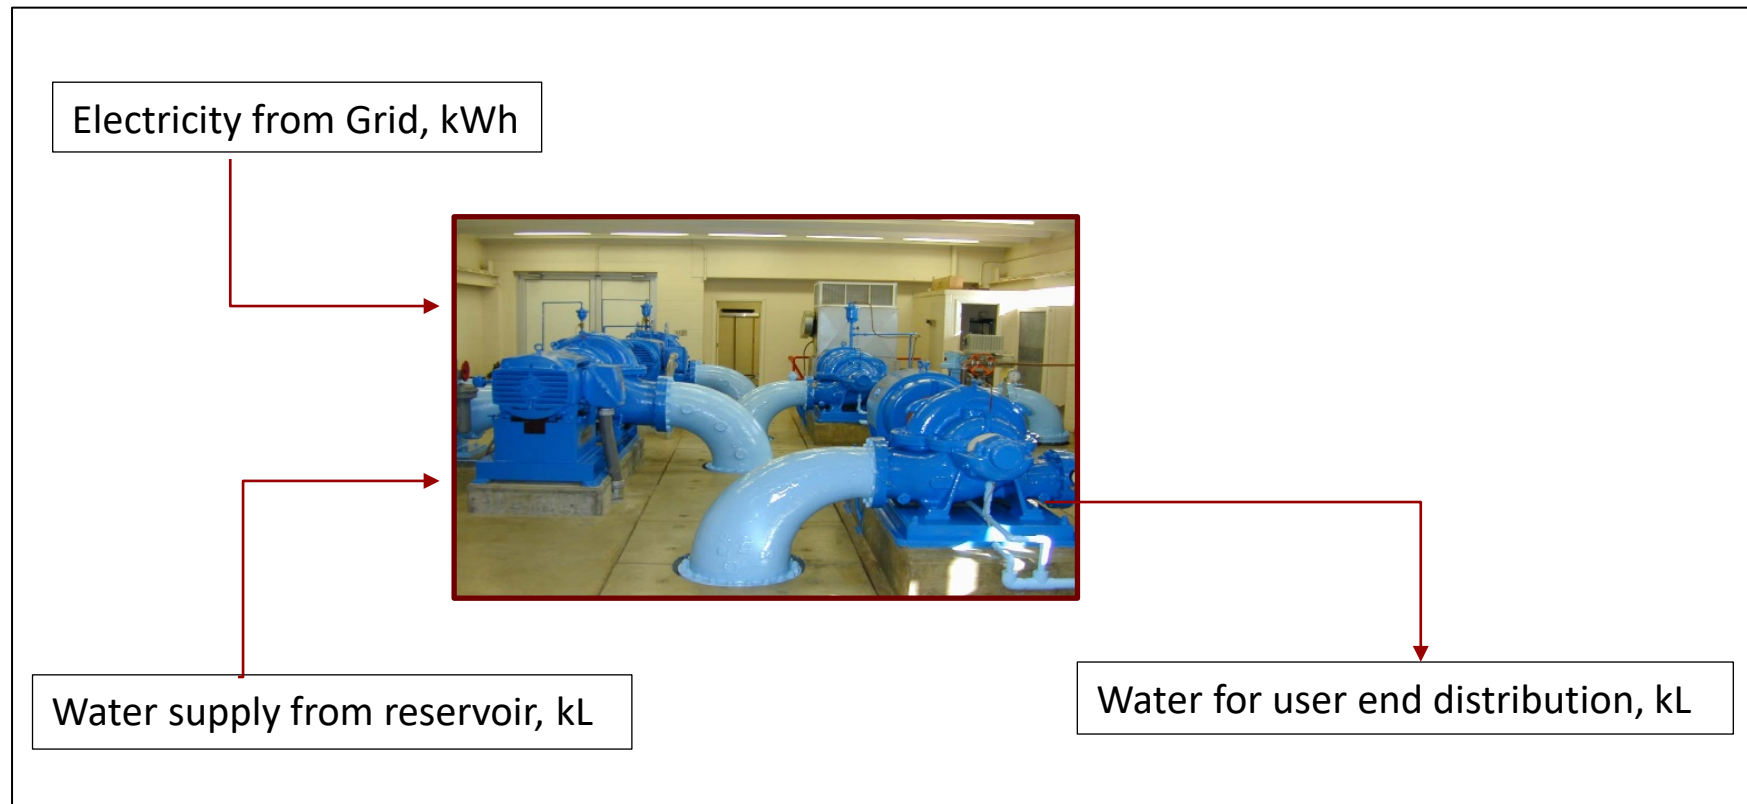 Electricity from Grid, kWh
Water supply from reservoir, kL
Water for user end distribution, kL